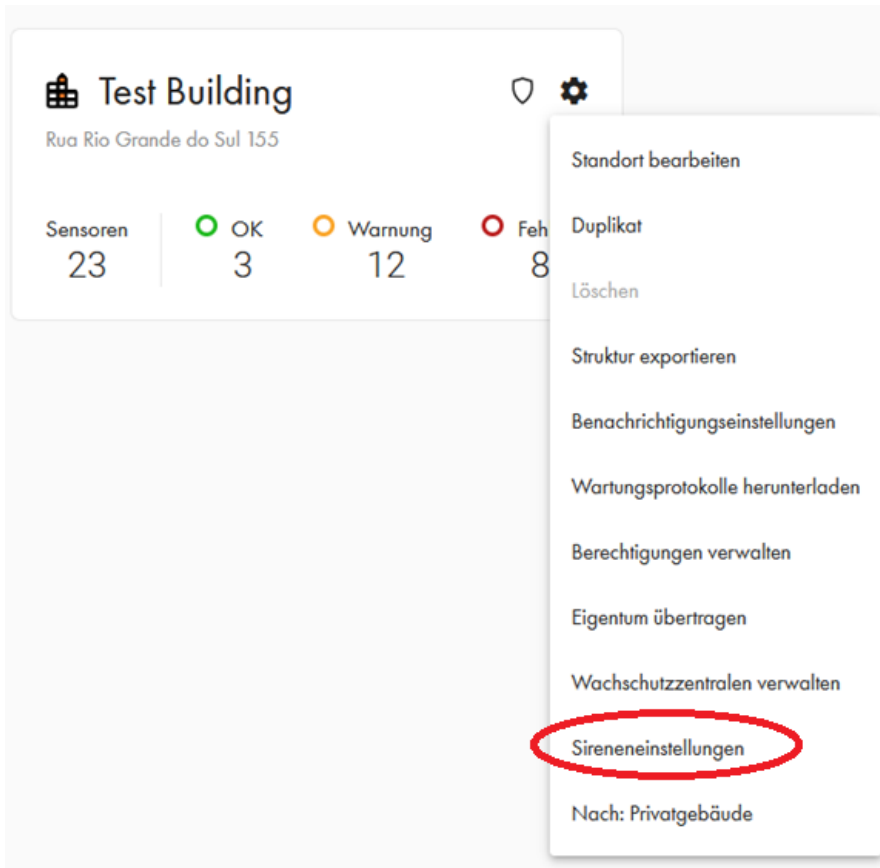 Test Building
Rua Rio Grande do Sul 155
Sensoren OK Warnung Feh
23 3 12 8
Standort bearbeiten
Duplikat
Löschen
Struktur exportieren
Benachrichtigungseinstellungen
Wartungsprotokolle herunterladen
Berechtigungen verwalten
Eigentum übertragen
Wachschutzzentralen verwalten
Sireneneinstellungen
Nach: Privatgebäude